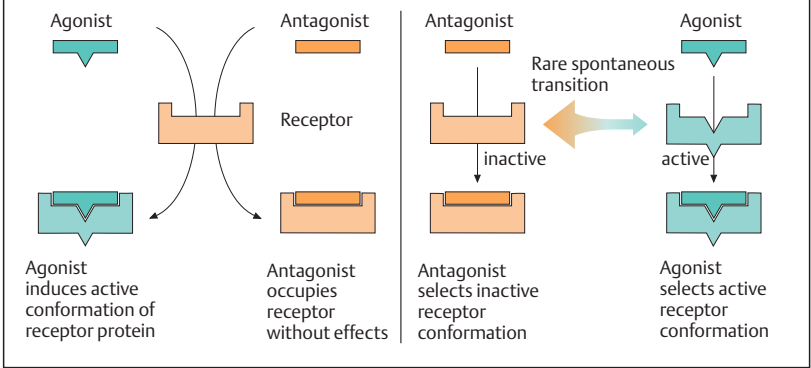 Agonist
Antagonist
Receptor
Agonist
induces active
conformation of
receptor protein
Antagonist
occupies
receptor
without effects
Antagonist
Agonist
Rare spontaneous
transition
inactive
active
Antagonist
selects inactive
receptor
conformation
Agonist
selects active
receptor
conformation